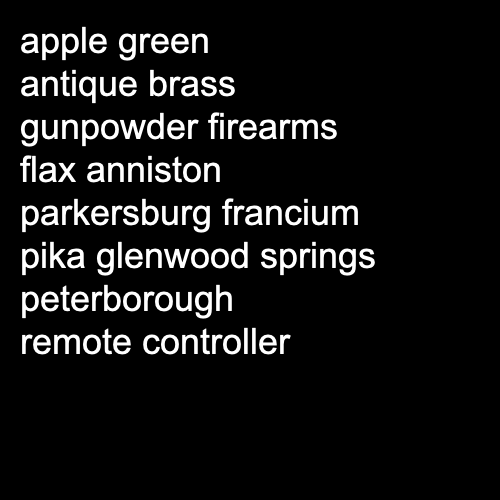 apple green
antique brass
gunpowder firearms
flax anniston
parkersburg francium
pika glenwood springs
peterborough
remote controller